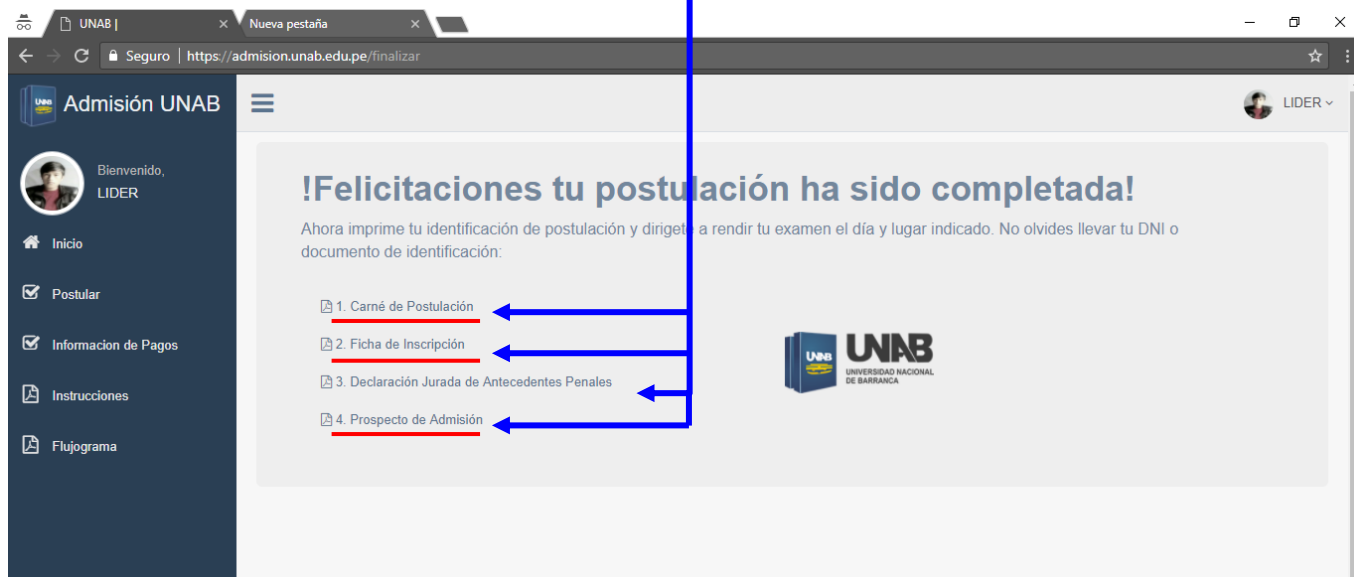 UNAB |
Nueva pestaña
Seguro | https://admision.unab.edu.pe/finalizar
UNAB
Admisión UNAB
LIDER
Bienvenido,
LIDER
Inicio
Postular
Informacion de Pagos
Instrucciones
Flujograma
!Felicitaciones tu postulación ha sido completada!
Ahora imprime tu identificación de postulación y dirigete a rendir tu examen el día y lugar indicado. No olvides llevar tu DNI o
documento de identificación:
1. Carné de Postulación
2. Ficha de Inscripción
3. Declaración Jurada de Antecedentes Penales
4. Prospecto de Admisión
UNAB
UNAB
UNIVERSIDAD NACIONAL
DE BARRANCA